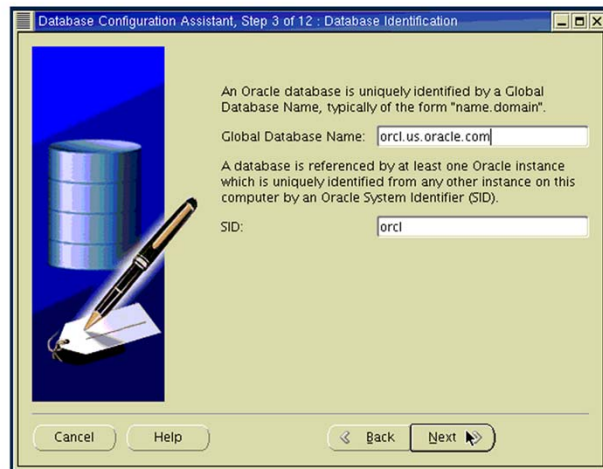 Database Configuration Assistant, Step 3 of 12 : Database Identification
An Oracle database is uniquely identified by a Global
Database Name, typically of the form "name.domain".
Global Database Name: orcl.us.oracle.com
A database is referenced by at least one Oracle instance
which is uniquely identified from any other instance on this
computer by an Oracle System Identifier (SID).
SID: orcl
Cancel Help Back Next